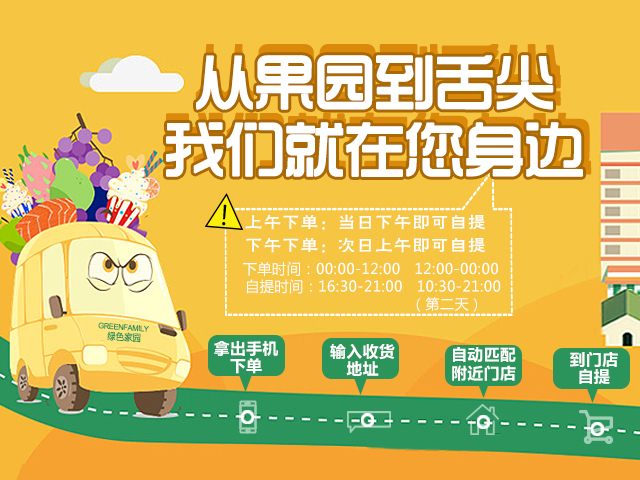 从果园到舌尖
我们就在您身边
上午下单：当日下午即可自提
下午下单：次日上午即可自提
下单时间：00:00-12:00 12:00-00:00
自提时间：16:30-21:00 10:30-21:00
（第二天）
GREENFAMILY
绿色家园
拿出手机
下单
输入收货
地址
自动匹配
附近门店
到门店
自提